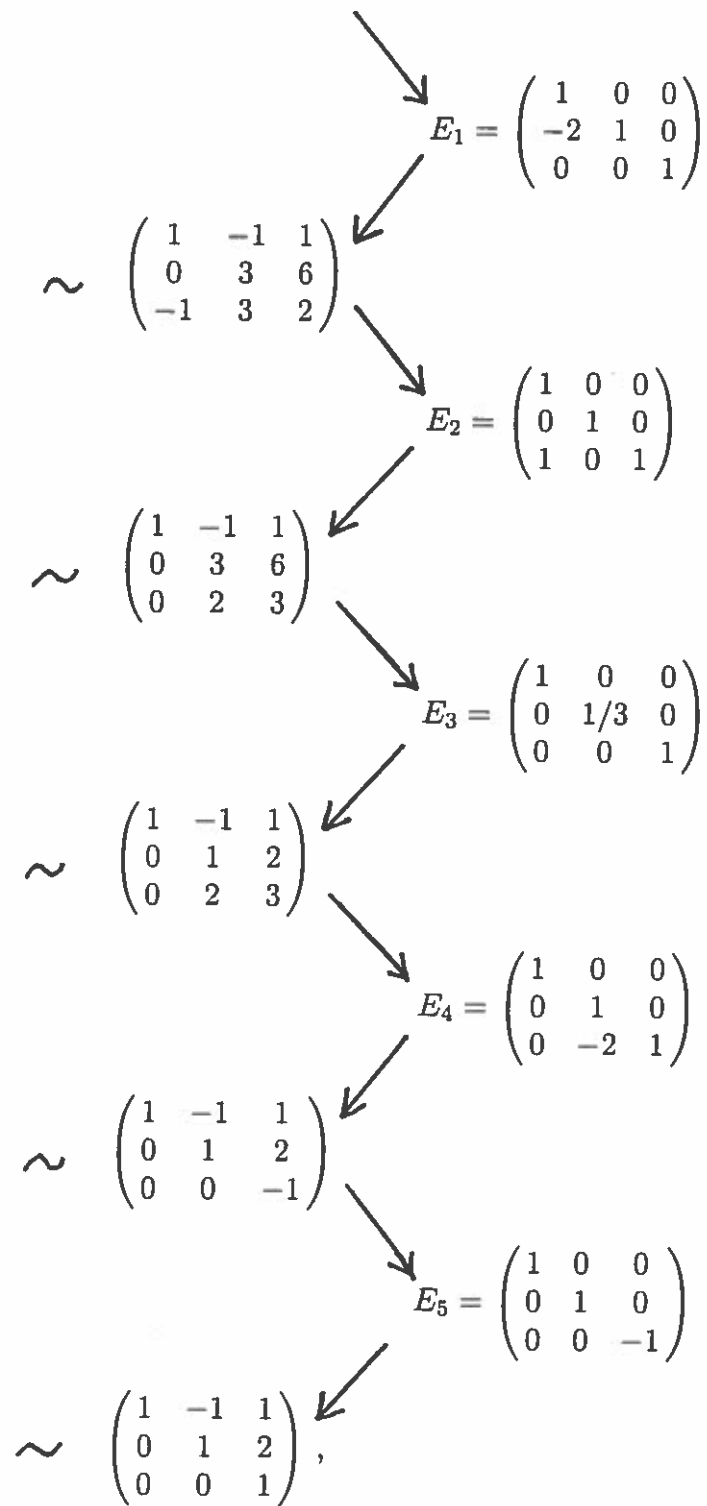 E₁ = ( 1 0 0
−2 1 0
0 0 1 )
∼ ( 1 −1 1
0 3 6
−1 3 2 )
E₂ = ( 1 0 0
0 1 0
1 0 1 )
∼ ( 1 −1 1
0 3 6
0 2 3 )
E₃ = ( 1 0 0
0 1/3 0
0 0 1 )
∼ ( 1 −1 1
0 1 2
0 2 3 )
E₄ = ( 1 0 0
0 1 0
0 −2 1 )
∼ ( 1 −1 1
0 1 2
0 0 −1 )
E₅ = ( 1 0 0
0 1 0
0 0 −1 )
∼ ( 1 −1 1
0 1 2
0 0 1 ) ,